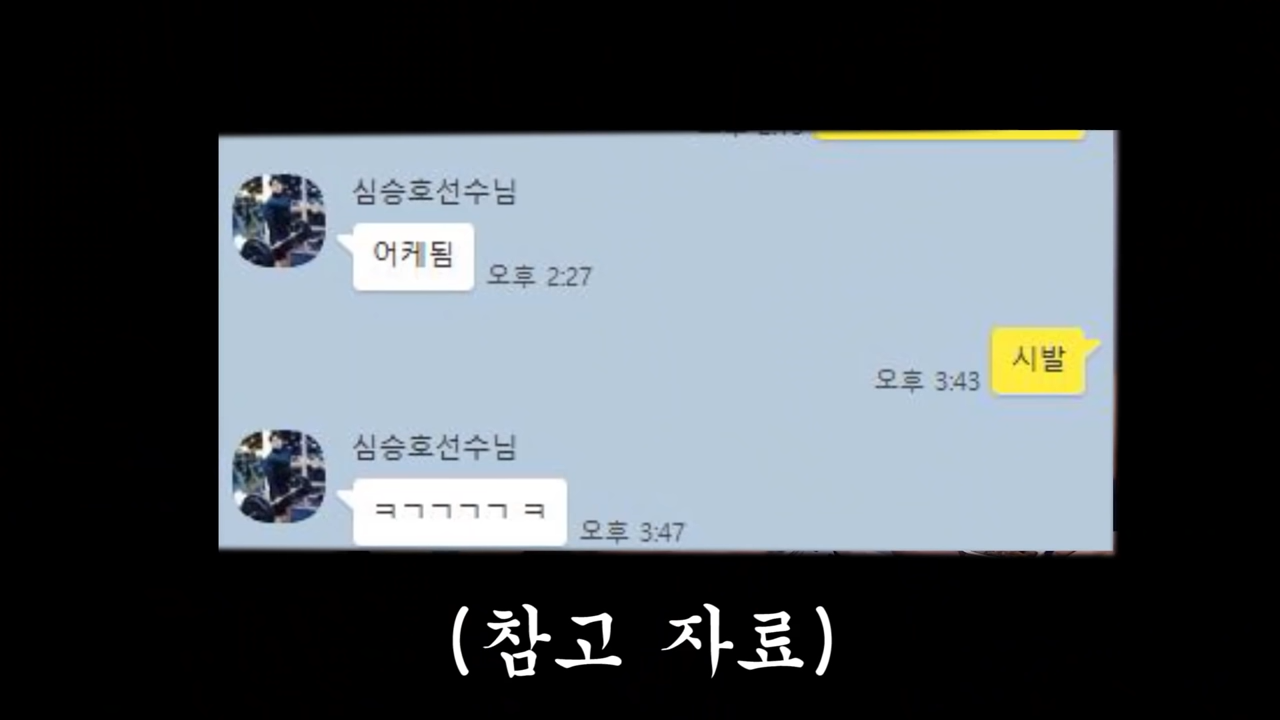 심승호선수님
어케됨
오후 2:27
시발
오후 3:43
심승호선수님
ㅋㄱㄱㄱㄱ ㅋ
오후 3:47
(참고 자료)